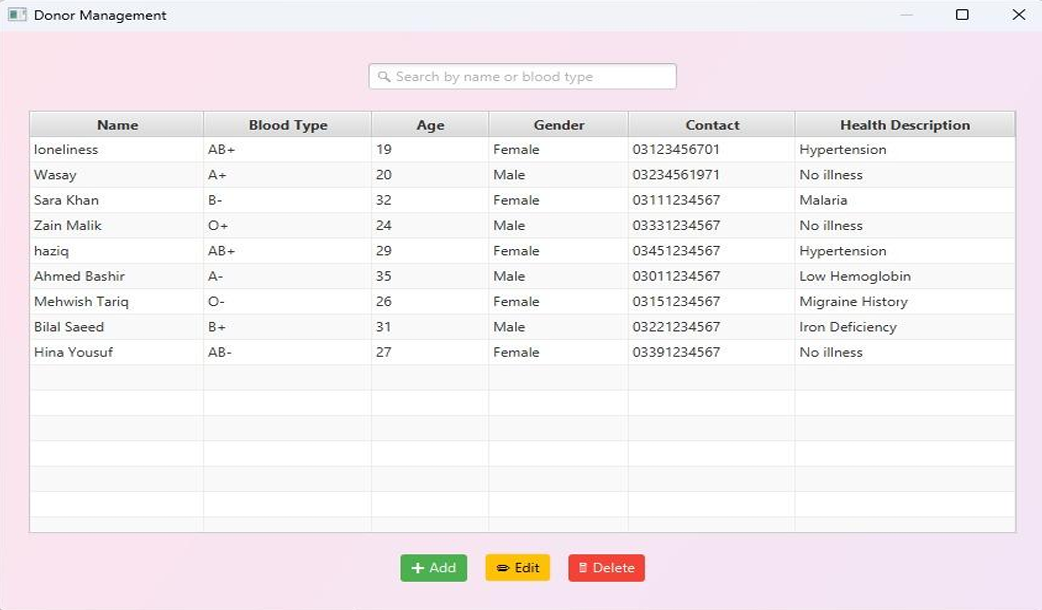 Donor Management
Search by name or blood type
Name Blood Type Age Gender Contact Health Description
loneliness AB+ 19 Female 03123456701 Hypertension
Wasay A+ 20 Male 03234561971 No illness
Sara Khan B- 32 Female 03111234567 Malaria
Zain Malik O+ 24 Male 03331234567 No illness
haziq AB+ 29 Female 03451234567 Hypertension
Ahmed Bashir A- 35 Male 03011234567 Low Hemoglobin
Mehwish Tariq O- 26 Female 03151234567 Migraine History
Bilal Saeed B+ 31 Male 03221234567 Iron Deficiency
Hina Yousuf AB- 27 Female 03391234567 No illness
Add Edit Delete